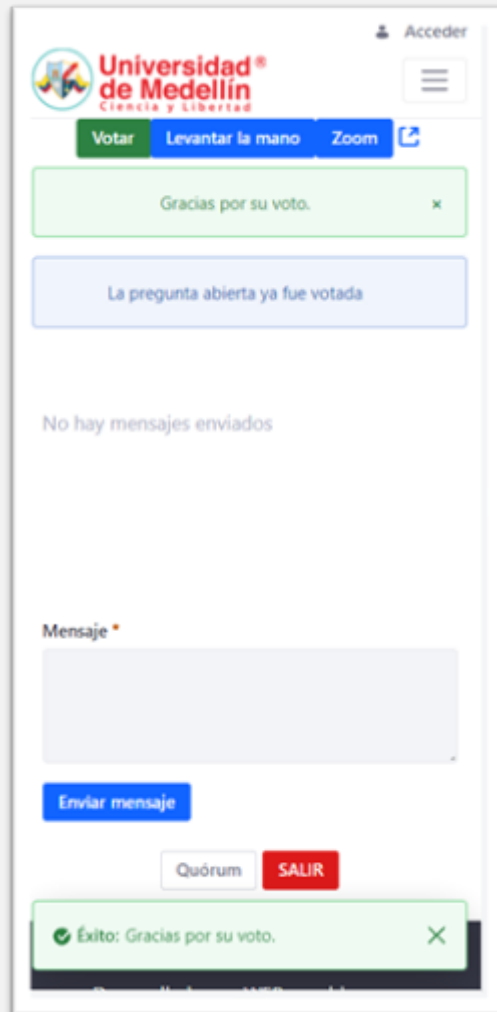 Acceder
Universidad®
de Medellín
Ciencia y Libertad
Votar Levantar la mano Zoom
Gracias por su voto. ×
La pregunta abierta ya fue votada
No hay mensajes enviados
Mensaje *
Enviar mensaje
Quórum SALIR
Éxito: Gracias por su voto.